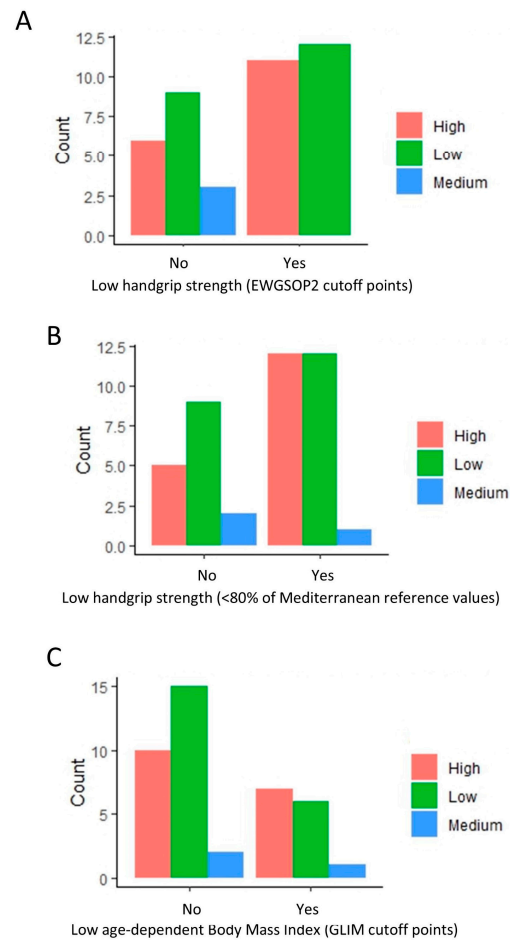 A
12.5
10.0
7.5
5.0
2.5
0.0
Count
High
Low
Medium
No Yes
Low handgrip strength (EWGSOP2 cutoff points)
B
12.5
10.0
7.5
5.0
2.5
0.0
Count
High
Low
Medium
No Yes
Low handgrip strength (<80% of Mediterranean reference values)
C
15
10
5
0
Count
High
Low
Medium
No Yes
Low age-dependent Body Mass Index (GLIM cutoff points)